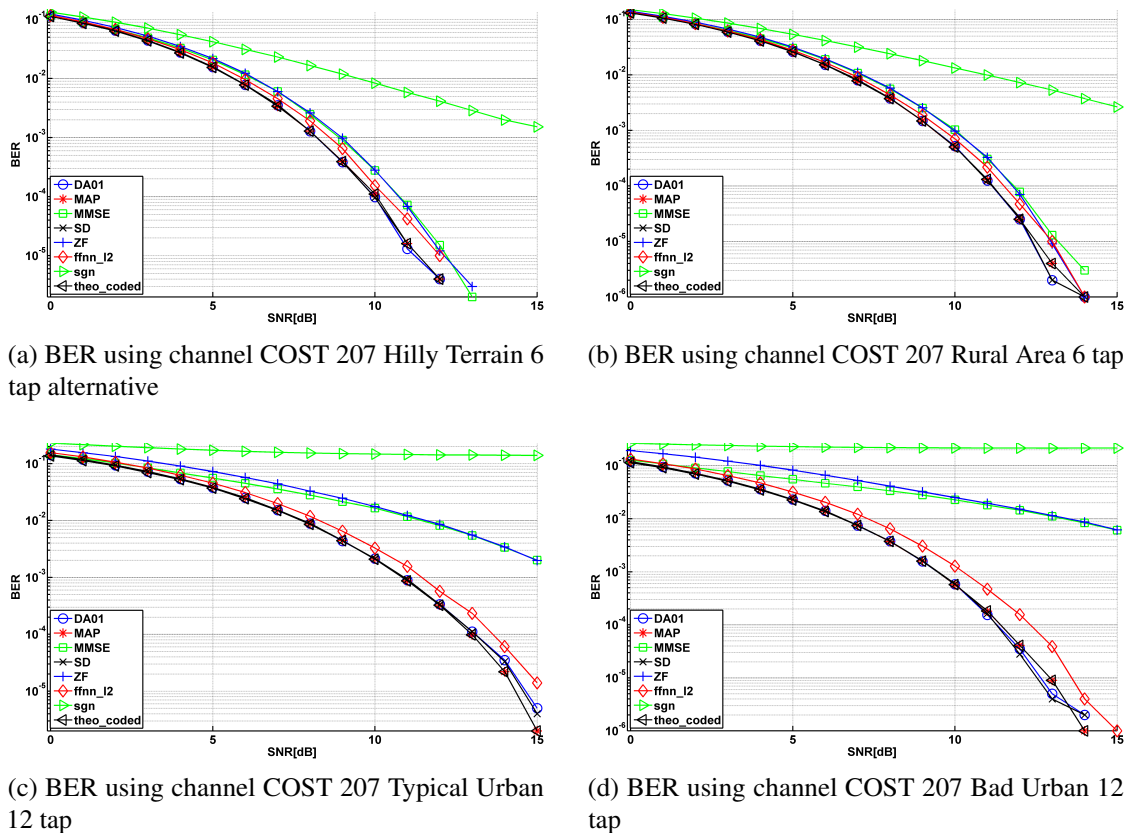 10^-1
10^-2
10^-3
10^-4
10^-5
BER
DA01
MAP
MMSE
SD
ZF
ffnn_l2
sgn
theo_coded
0 5 10 15
SNR[dB]
(a) BER using channel COST 207 Hilly Terrain 6
tap alternative
10^-1
10^-2
10^-3
10^-4
10^-5
10^-6
BER
DA01
MAP
MMSE
SD
ZF
ffnn_l2
sgn
theo_coded
0 5 10 15
SNR[dB]
(b) BER using channel COST 207 Rural Area 6 tap
10^-1
10^-2
10^-3
10^-4
10^-5
BER
DA01
MAP
MMSE
SD
ZF
ffnn_l2
sgn
theo_coded
0 5 10 15
SNR[dB]
(c) BER using channel COST 207 Typical Urban
12 tap
10^-1
10^-2
10^-3
10^-4
10^-5
10^-6
BER
DA01
MAP
MMSE
SD
ZF
ffnn_l2
sgn
theo_coded
0 5 10 15
SNR[dB]
(d) BER using channel COST 207 Bad Urban 12
tap